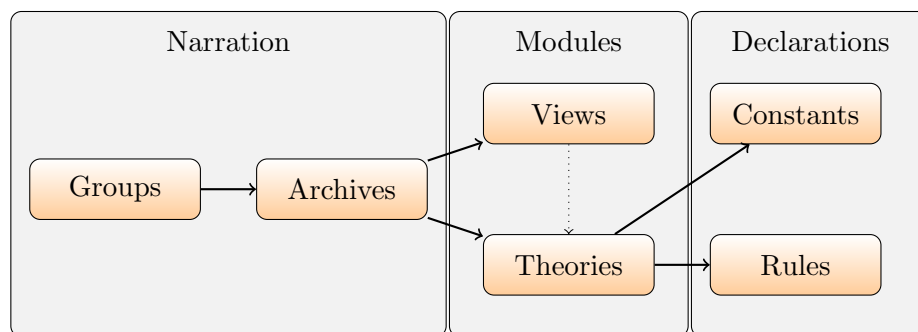 Narration
Modules
Declarations
Views
Constants
Groups
Archives
Theories
Rules